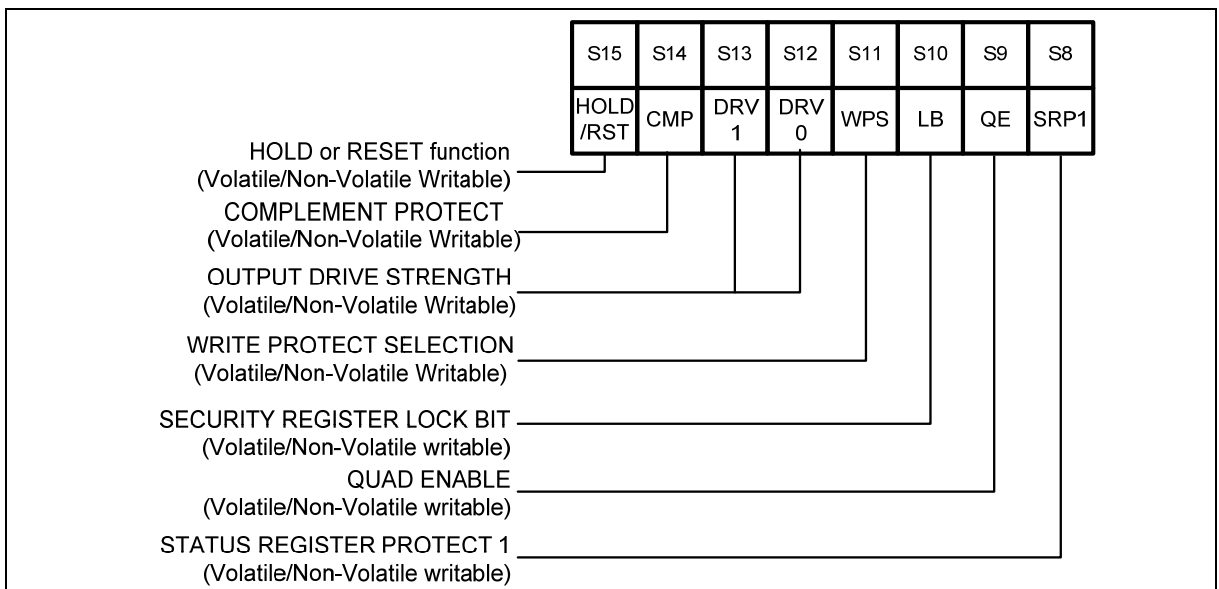 S15 S14 S13 S12 S11 S10 S9 S8
HOLD /RST CMP DRV 1 DRV 0 WPS LB QE SRP1
HOLD or RESET function
(Volatile/Non-Volatile Writable)
COMPLEMENT PROTECT
(Volatile/Non-Volatile Writable)
OUTPUT DRIVE STRENGTH
(Volatile/Non-Volatile Writable)
WRITE PROTECT SELECTION
(Volatile/Non-Volatile Writable)
SECURITY REGISTER LOCK BIT
(Volatile/Non-Volatile writable)
QUAD ENABLE
(Volatile/Non-Volatile writable)
STATUS REGISTER PROTECT 1
(Volatile/Non-Volatile writable)